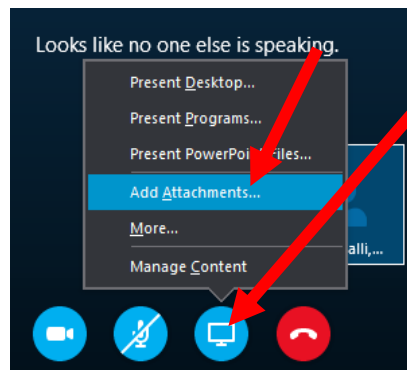 Looks like no one else is speaking.
Present Desktop...
Present Programs...
Present PowerPoint Files...
Add Attachments...
More...
alli,...
Manage Content